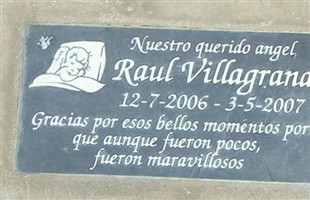 Nuestro querido angel
Raul Villagrana
12-7-2006 - 3-5-2007
Gracias por esos bellos momentos por
que aunque fueron pocos,
fueron maravillosos